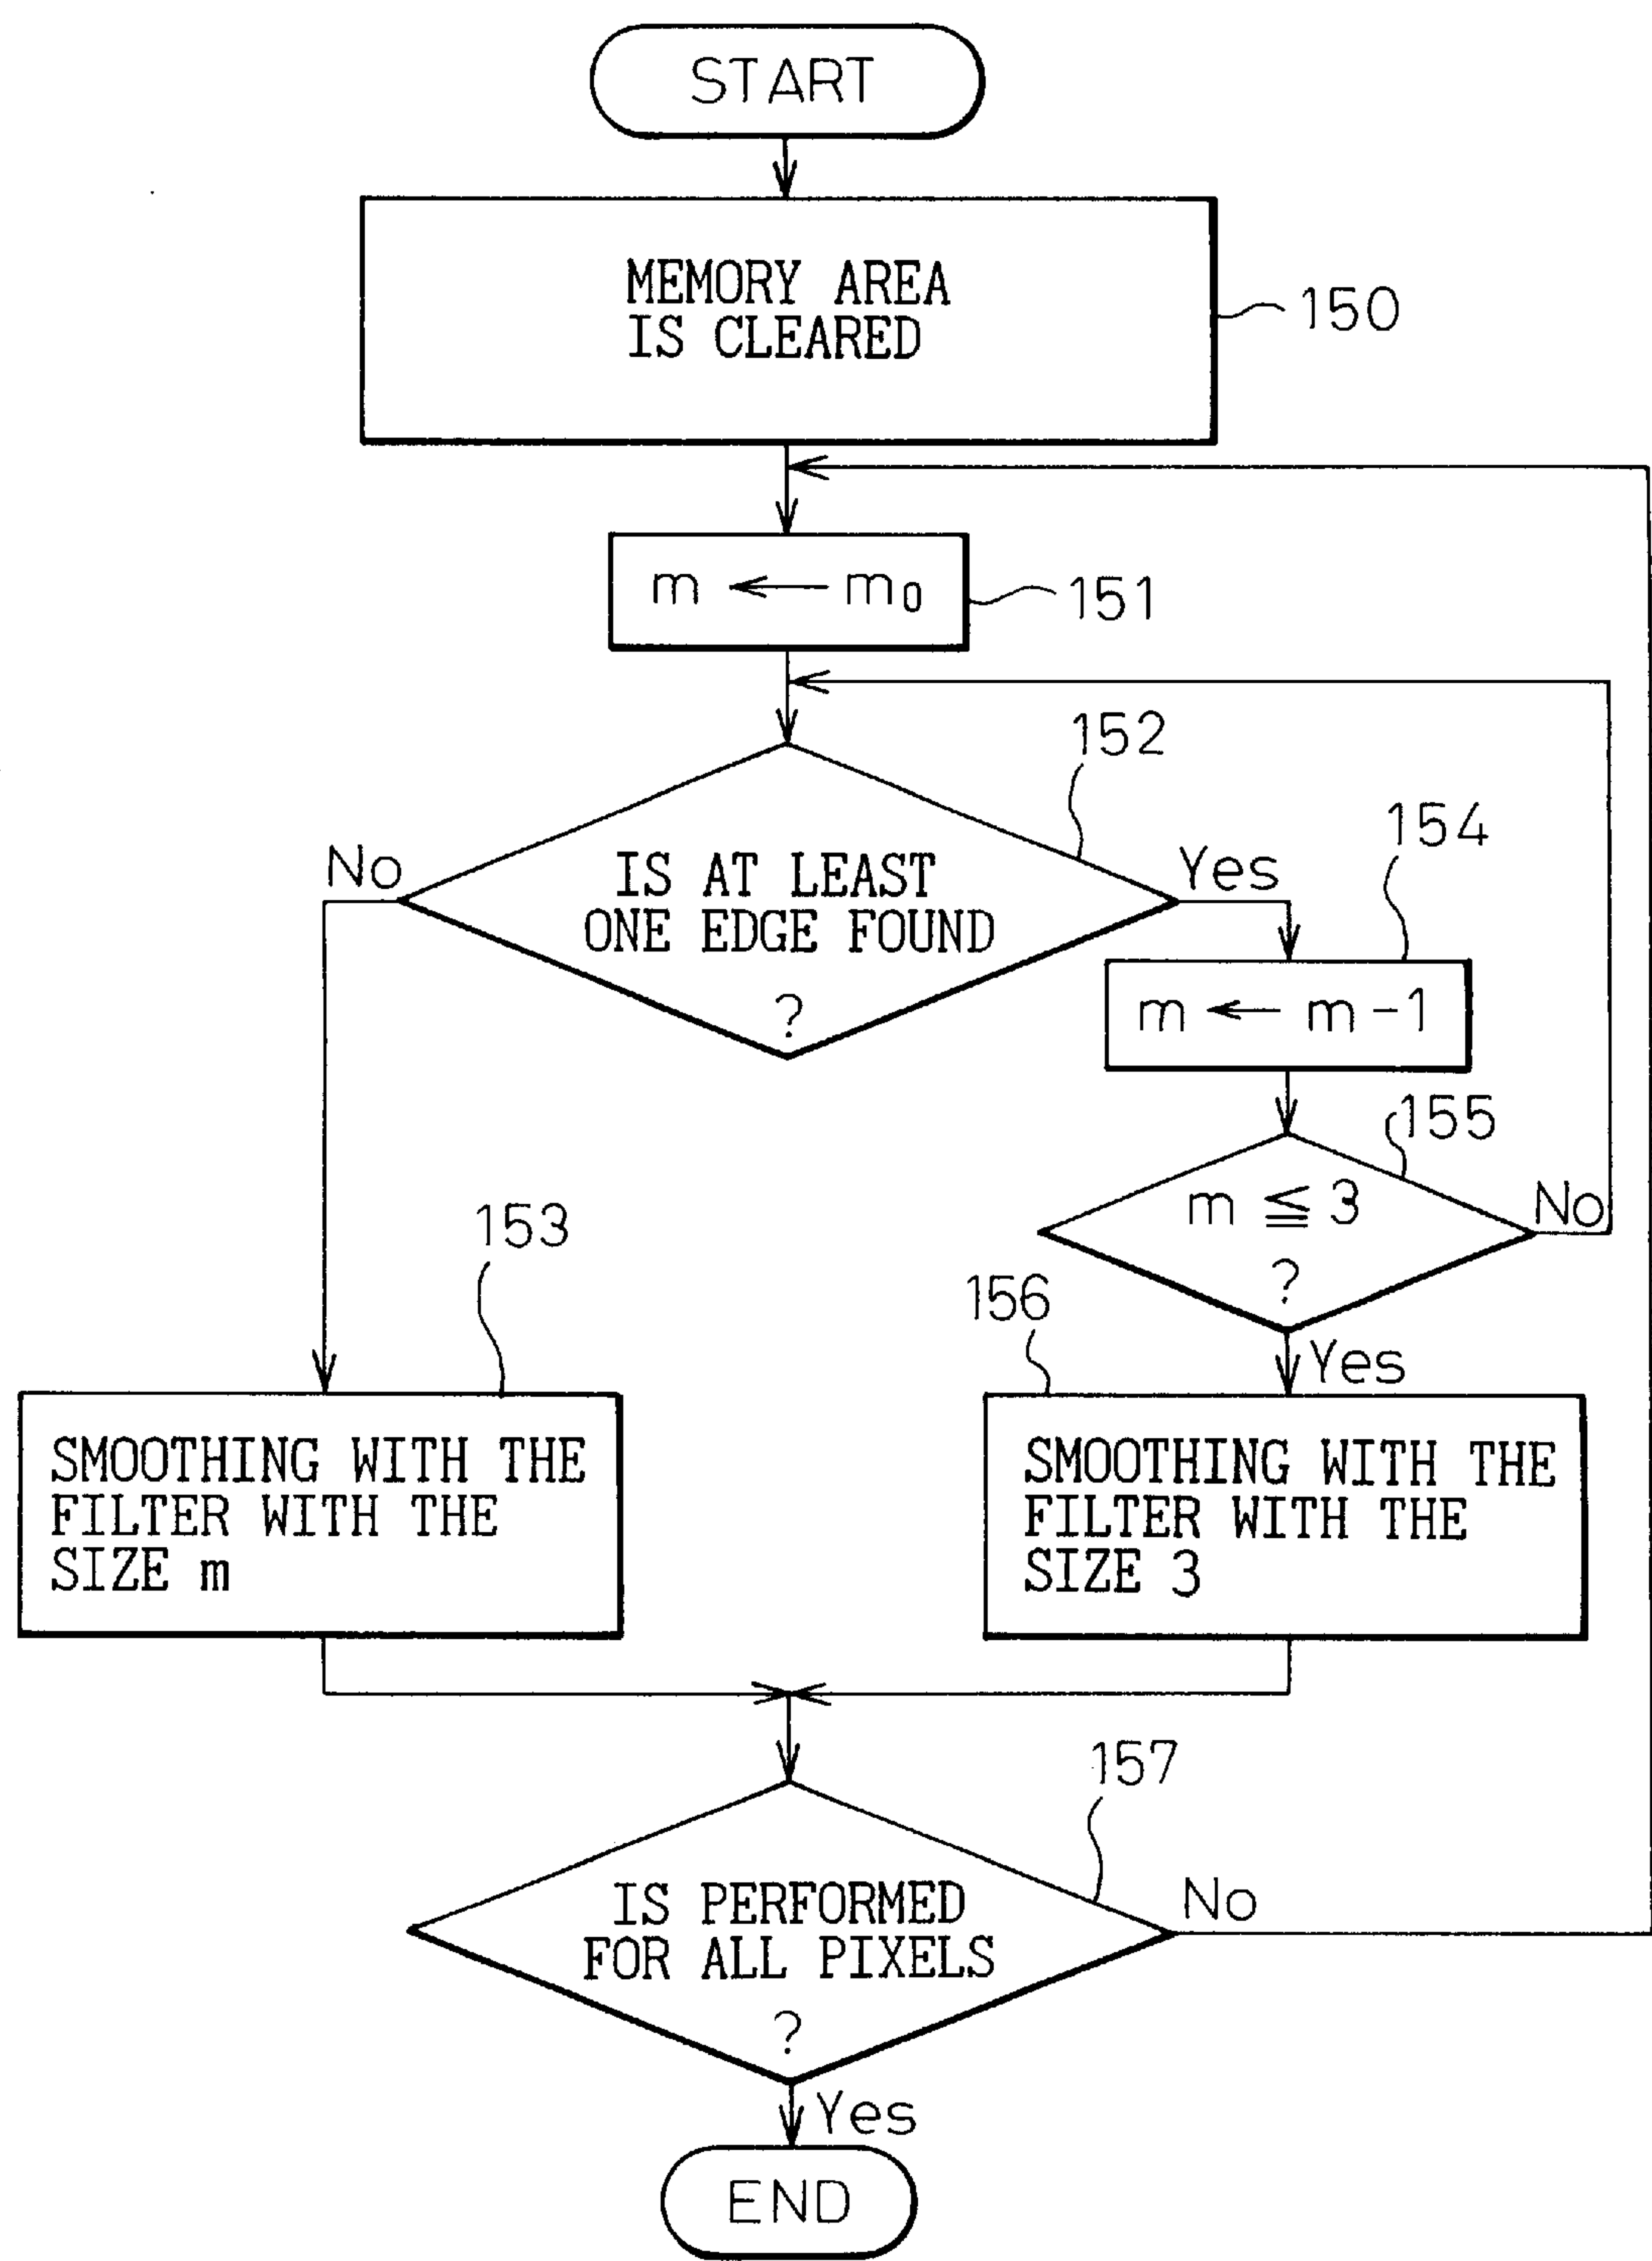 START
MEMORY AREA
IS CLEARED
150
m ← m₀
151
152
IS AT LEAST
ONE EDGE FOUND
?
No
Yes
154
m ← m-1
155
m ≦ 3
?
No
Yes
153
SMOOTHING WITH THE
FILTER WITH THE
SIZE m
156
SMOOTHING WITH THE
FILTER WITH THE
SIZE 3
157
IS PERFORMED
FOR ALL PIXELS
?
No
Yes
END